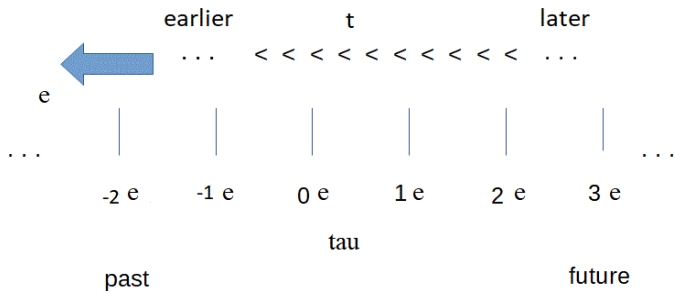 earlier t later
. . . < < < < < < < < < < . . .
e
. . . . . .
-2 e -1 e 0 e 1 e 2 e 3 e
tau
past future